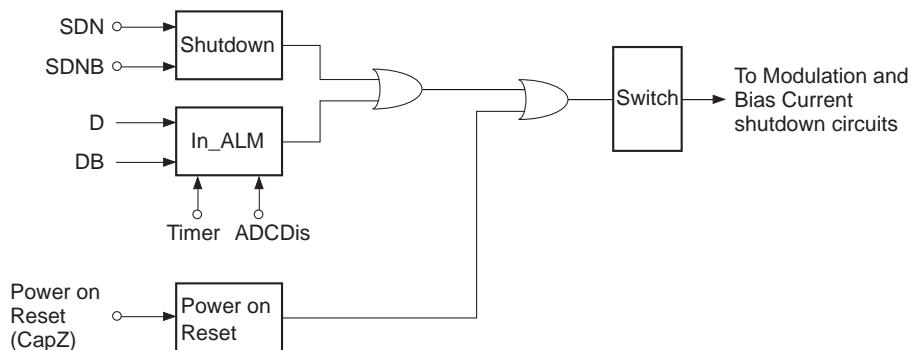 SDN
SDNB
Shutdown
D
DB
In_ALM
Timer
ADCDis
Switch
To Modulation and
Bias Current
shutdown circuits
Power on
Reset
(CapZ)
Power on
Reset